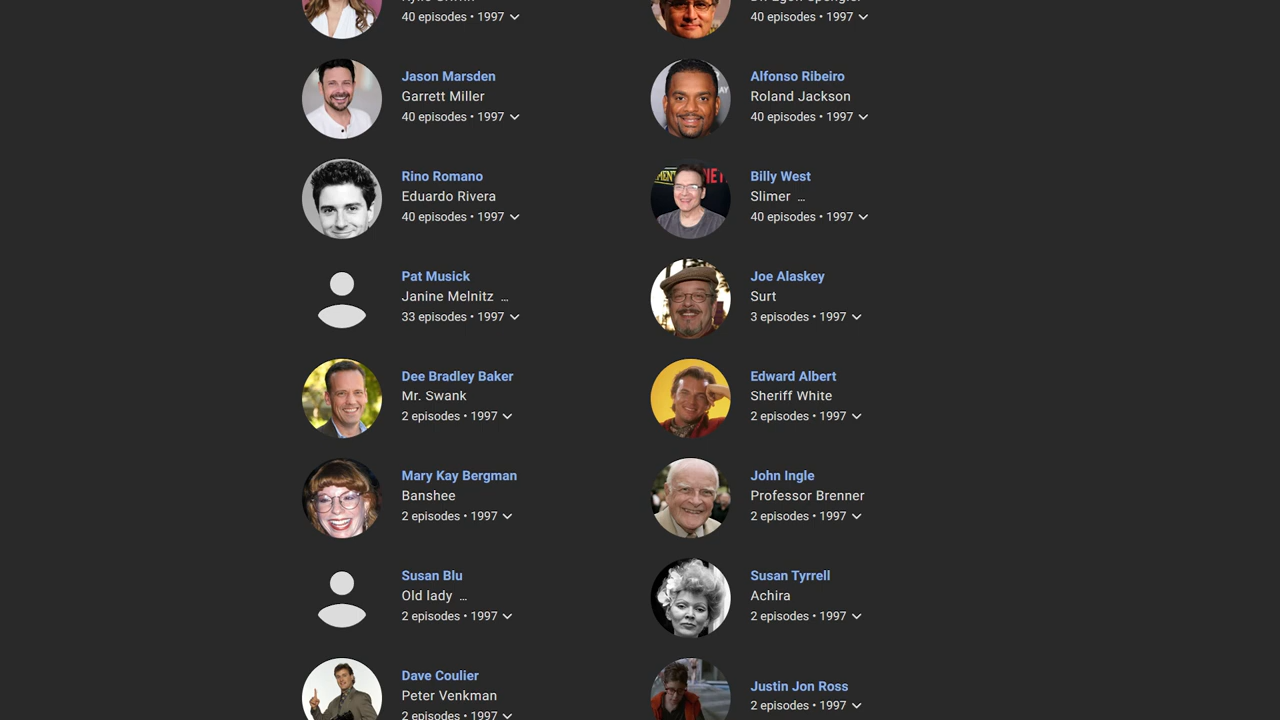 40 episodes • 1997
40 episodes • 1997
Jason Marsden
Garrett Miller
40 episodes • 1997
Alfonso Ribeiro
Roland Jackson
40 episodes • 1997
Rino Romano
Eduardo Rivera
40 episodes • 1997
Billy West
Slimer ...
40 episodes • 1997
Pat Musick
Janine Melnitz ...
33 episodes • 1997
Joe Alaskey
Surt
3 episodes • 1997
Dee Bradley Baker
Mr. Swank
2 episodes • 1997
Edward Albert
Sheriff White
2 episodes • 1997
Mary Kay Bergman
Banshee
2 episodes • 1997
John Ingle
Professor Brenner
2 episodes • 1997
Susan Blu
Old lady ...
2 episodes • 1997
Susan Tyrrell
Achira
2 episodes • 1997
Dave Coulier
Peter Venkman
2 episodes • 1997
Justin Jon Ross
2 episodes • 1997